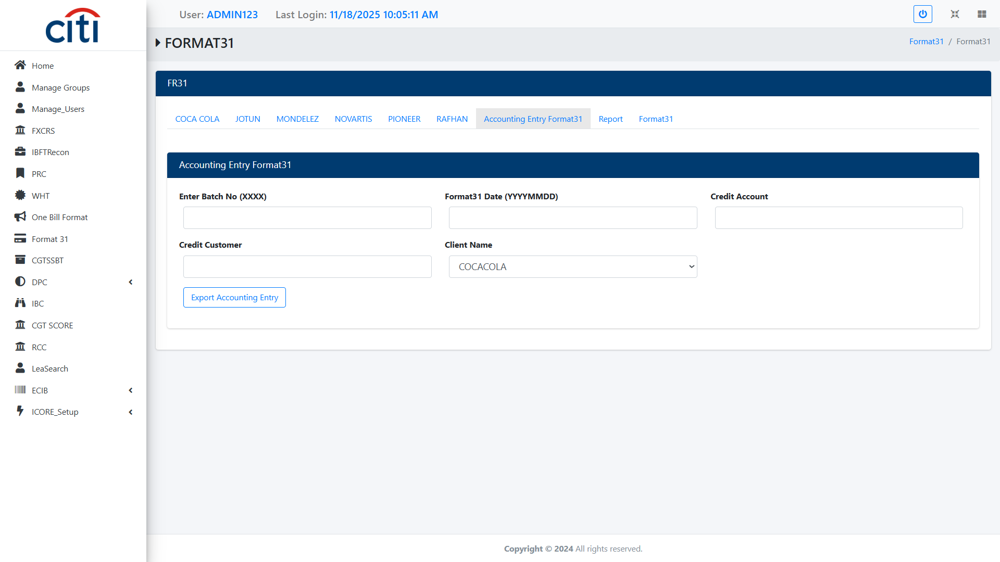 citi
User: ADMIN123 Last Login: 11/18/2025 10:05:11 AM
FORMAT31
Format31 / Format31
Home
Manage Groups
Manage_Users
FXCRS
IBFTRecon
PRC
WHT
One Bill Format
Format 31
CGTSSBT
DPC
IBC
CGT SCORE
RCC
LeaSearch
ECIB
ICORE_Setup
FR31
COCA COLA JOTUN MONDELEZ NOVARTIS PIONEER RAFHAN Accounting Entry Format31 Report Format31
Accounting Entry Format31
Enter Batch No (XXXX) Format31 Date (YYYYMMDD) Credit Account
Credit Customer Client Name
COCACOLA
Export Accounting Entry
Copyright © 2024 All rights reserved.